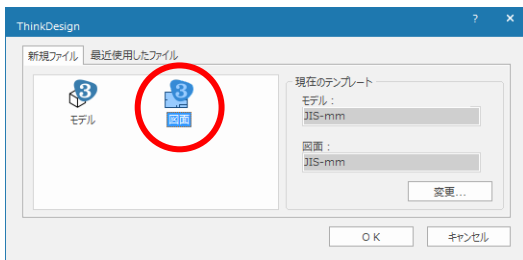 ThinkDesign
? ×
新規ファイル 最近使用したファイル
3
モデル
3
図面
現在のテンプレート
モデル :
JIS-mm
図面 :
JIS-mm
変更...
OK
キャンセル